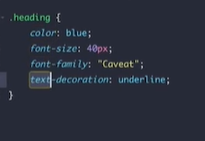 .heading {
color: blue;
font-size: 40px;
font-family: "Caveat";
text-decoration: underline;
}